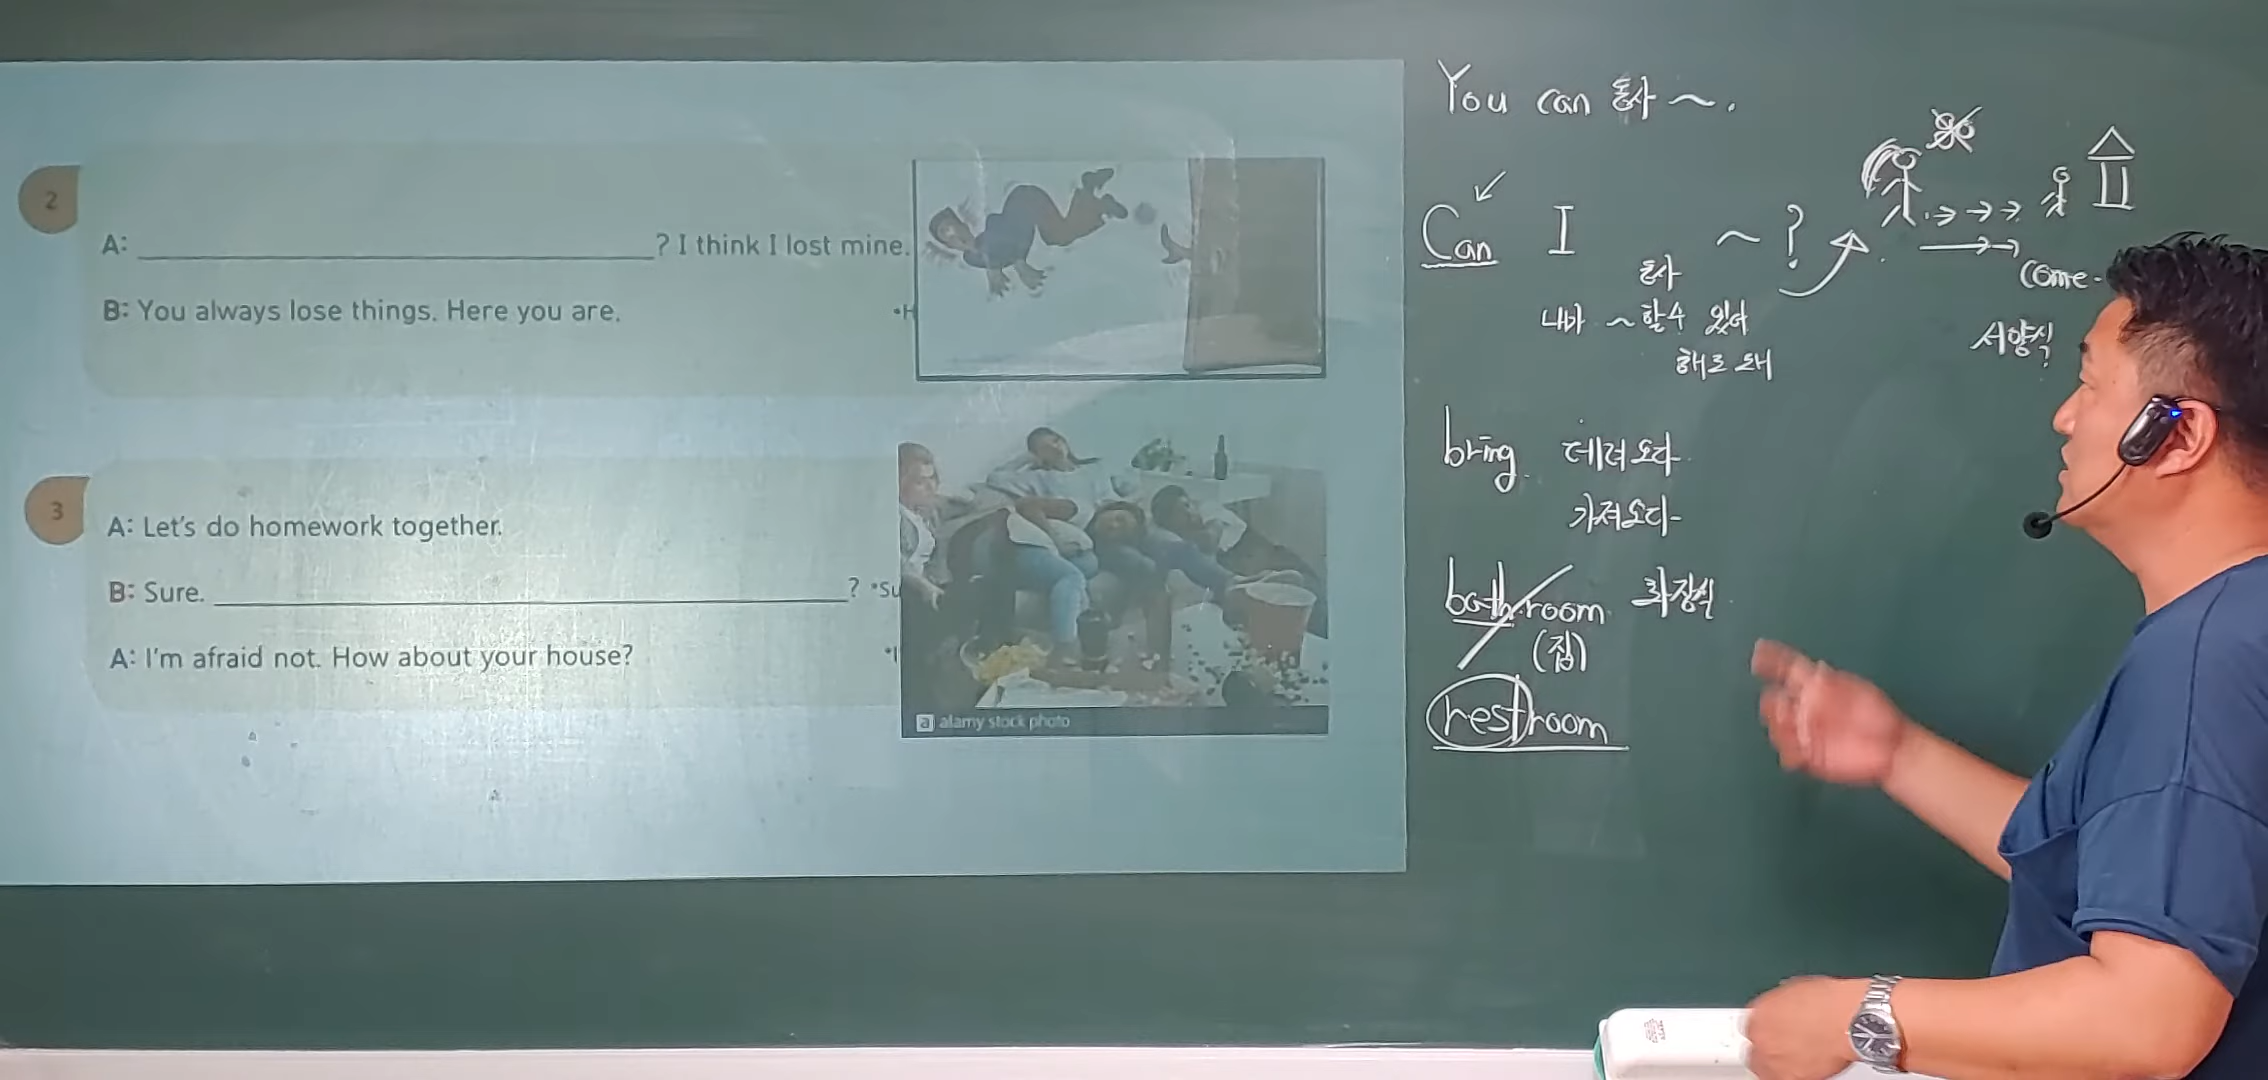 2
A: ____________________? I think I lost mine.
B: You always lose things. Here you are.
•H
3
A: Let's do homework together.
B: Sure. ____________________? •Su
A: I'm afraid not. How about your house?
•I
a alamy stock photo
You can 동사 ~.
Can I ~ ?
동사
내가 ~할수 있어
해도 돼
come-
서양식
bring 데려오다
가져오다
bathroom 화장실
(집)
restroom